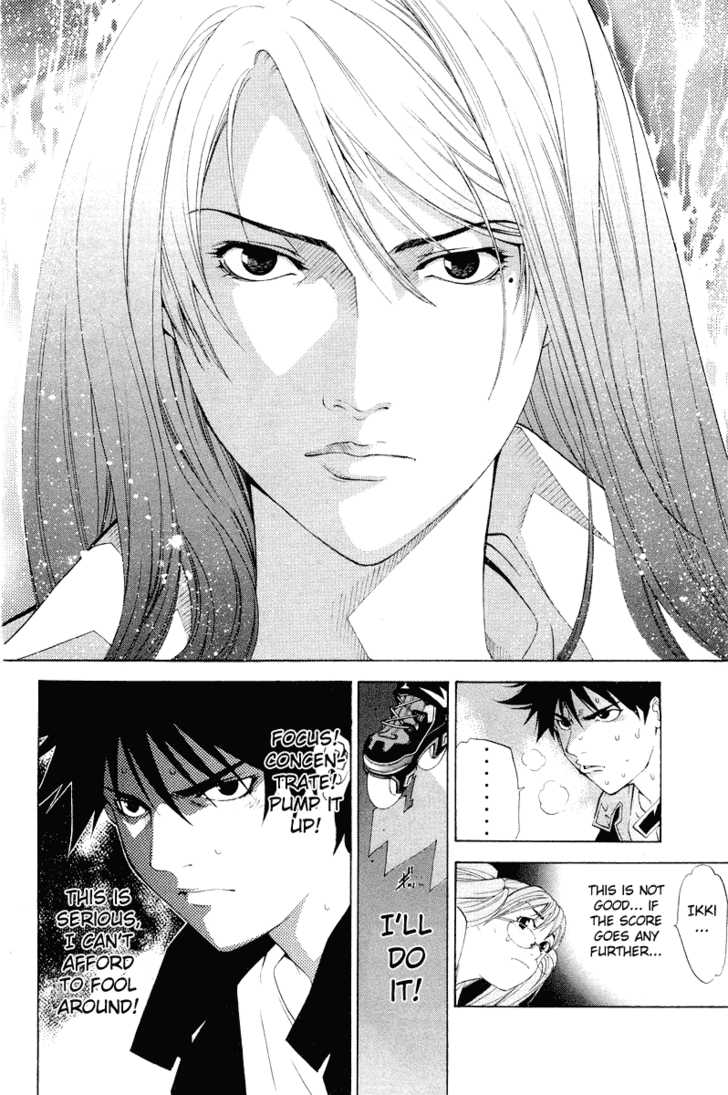 ......
IKKI
...
THIS IS NOT
GOOD... IF
THE SCORE
GOES ANY
FURTHER...
I'LL
DO
IT!
FOCUS!
CONCEN-
TRATE!
PUMP IT
UP!
THIS IS
SERIOUS,
I CAN'T
AFFORD
TO FOOL
AROUND!